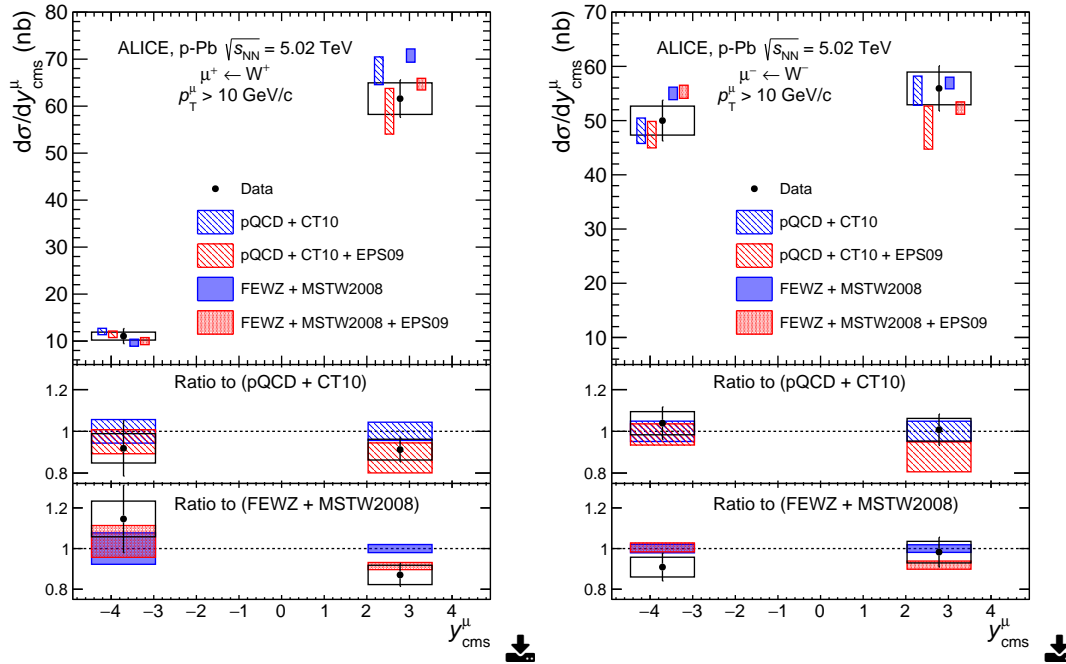 dσ/dy^μ_cms (nb)
80
70
60
50
40
30
20
10
ALICE, p-Pb √s_NN = 5.02 TeV
μ⁺ ← W⁺
p_T^μ > 10 GeV/c
Data
pQCD + CT10
pQCD + CT10 + EPS09
FEWZ + MSTW2008
FEWZ + MSTW2008 + EPS09
1.2
1
0.8
Ratio to (pQCD + CT10)
1.2
1
0.8
Ratio to (FEWZ + MSTW2008)
−4 −3 −2 −1 0 1 2 3 4
y^μ_cms
dσ/dy^μ_cms (nb)
70
60
50
40
30
20
10
ALICE, p-Pb √s_NN = 5.02 TeV
μ⁻ ← W⁻
p_T^μ > 10 GeV/c
Data
pQCD + CT10
pQCD + CT10 + EPS09
FEWZ + MSTW2008
FEWZ + MSTW2008 + EPS09
1.2
1
0.8
Ratio to (pQCD + CT10)
1.2
1
0.8
Ratio to (FEWZ + MSTW2008)
−4 −3 −2 −1 0 1 2 3 4
y^μ_cms